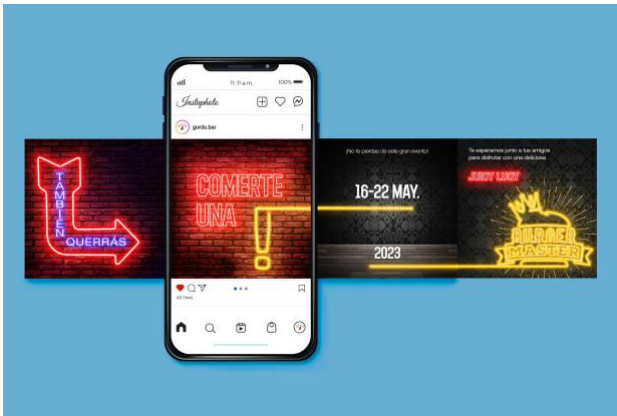 11:11 a.m.
100%
Instaphoto
gordo.bar
TAMBIÉN
QUERRÁS
COMERTE
UNA
!
¡No te pierdas de este gran evento!
16-22 MAY.
2023
Te esperamos junto a tus amigos
para disfrutar con una deliciosa
JUICY LUCY
BURGER
MASTER